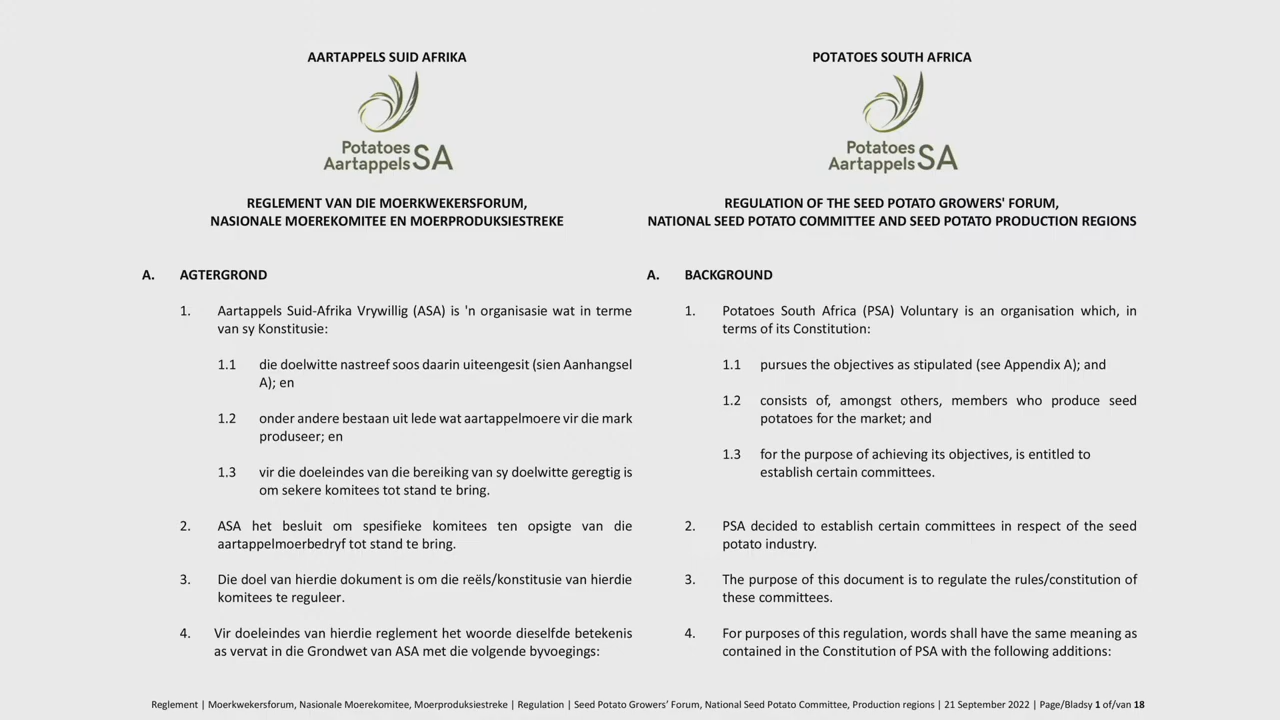 AARTAPPELS SUID AFRIKA
Potatoes
Aartappels SA
REGLEMENT VAN DIE MOERKWEKERSFORUM,
NASIONALE MOEREKOMITEE EN MOERPRODUKSIESTREKE
A. AGTERGROND
1. Aartappels Suid-Afrika Vrywillig (ASA) is 'n organisasie wat in terme
van sy Konstitusie:
1.1 die doelwitte nastreef soos daarin uiteengesit (sien Aanhangsel
A); en
1.2 onder andere bestaan uit lede wat aartappelmoere vir die mark
produseer; en
1.3 vir die doeleindes van die bereiking van sy doelwitte geregtig is
om sekere komitees tot stand te bring.
2. ASA het besluit om spesifieke komitees ten opsigte van die
aartappelmoerbedryf tot stand te bring.
3. Die doel van hierdie dokument is om die reëls/konstitusie van hierdie
komitees te reguleer.
4. Vir doeleindes van hierdie reglement het woorde dieselfde betekenis
as vervat in die Grondwet van ASA met die volgende byvoegings:
POTATOES SOUTH AFRICA
Potatoes
Aartappels SA
REGULATION OF THE SEED POTATO GROWERS' FORUM,
NATIONAL SEED POTATO COMMITTEE AND SEED POTATO PRODUCTION REGIONS
A. BACKGROUND
1. Potatoes South Africa (PSA) Voluntary is an organisation which, in
terms of its Constitution:
1.1 pursues the objectives as stipulated (see Appendix A); and
1.2 consists of, amongst others, members who produce seed
potatoes for the market; and
1.3 for the purpose of achieving its objectives, is entitled to
establish certain committees.
2. PSA decided to establish certain committees in respect of the seed
potato industry.
3. The purpose of this document is to regulate the rules/constitution of
these committees.
4. For purposes of this regulation, words shall have the same meaning as
contained in the Constitution of PSA with the following additions:
Reglement | Moerkwekersforum, Nasionale Moerekomitee, Moerproduksiestreke | Regulation | Seed Potato Growers' Forum, National Seed Potato Committee, Production regions | 21 September 2022 | Page/Bladsy 1 of/van 18